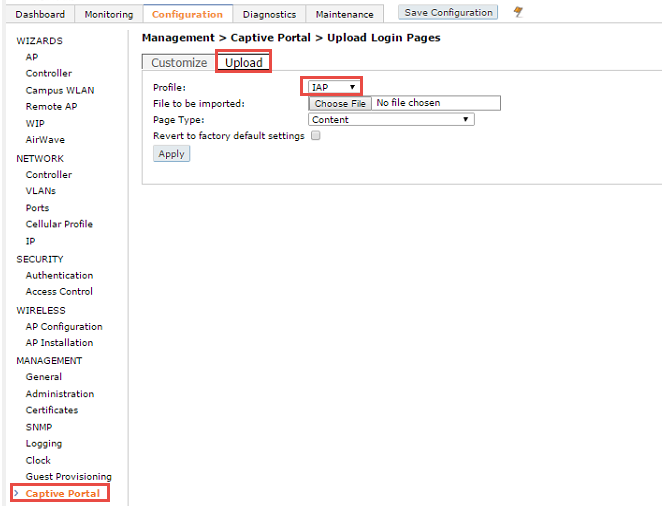 Dashboard Monitoring Configuration Diagnostics Maintenance Save Configuration
WIZARDS
AP
Controller
Campus WLAN
Remote AP
WIP
AirWave
NETWORK
Controller
VLANs
Ports
Cellular Profile
IP
SECURITY
Authentication
Access Control
WIRELESS
AP Configuration
AP Installation
MANAGEMENT
General
Administration
Certificates
SNMP
Logging
Clock
Guest Provisioning
> Captive Portal
Management > Captive Portal > Upload Login Pages
Customize Upload
Profile: IAP
File to be imported: Choose File No file chosen
Page Type: Content
Revert to factory default settings
Apply